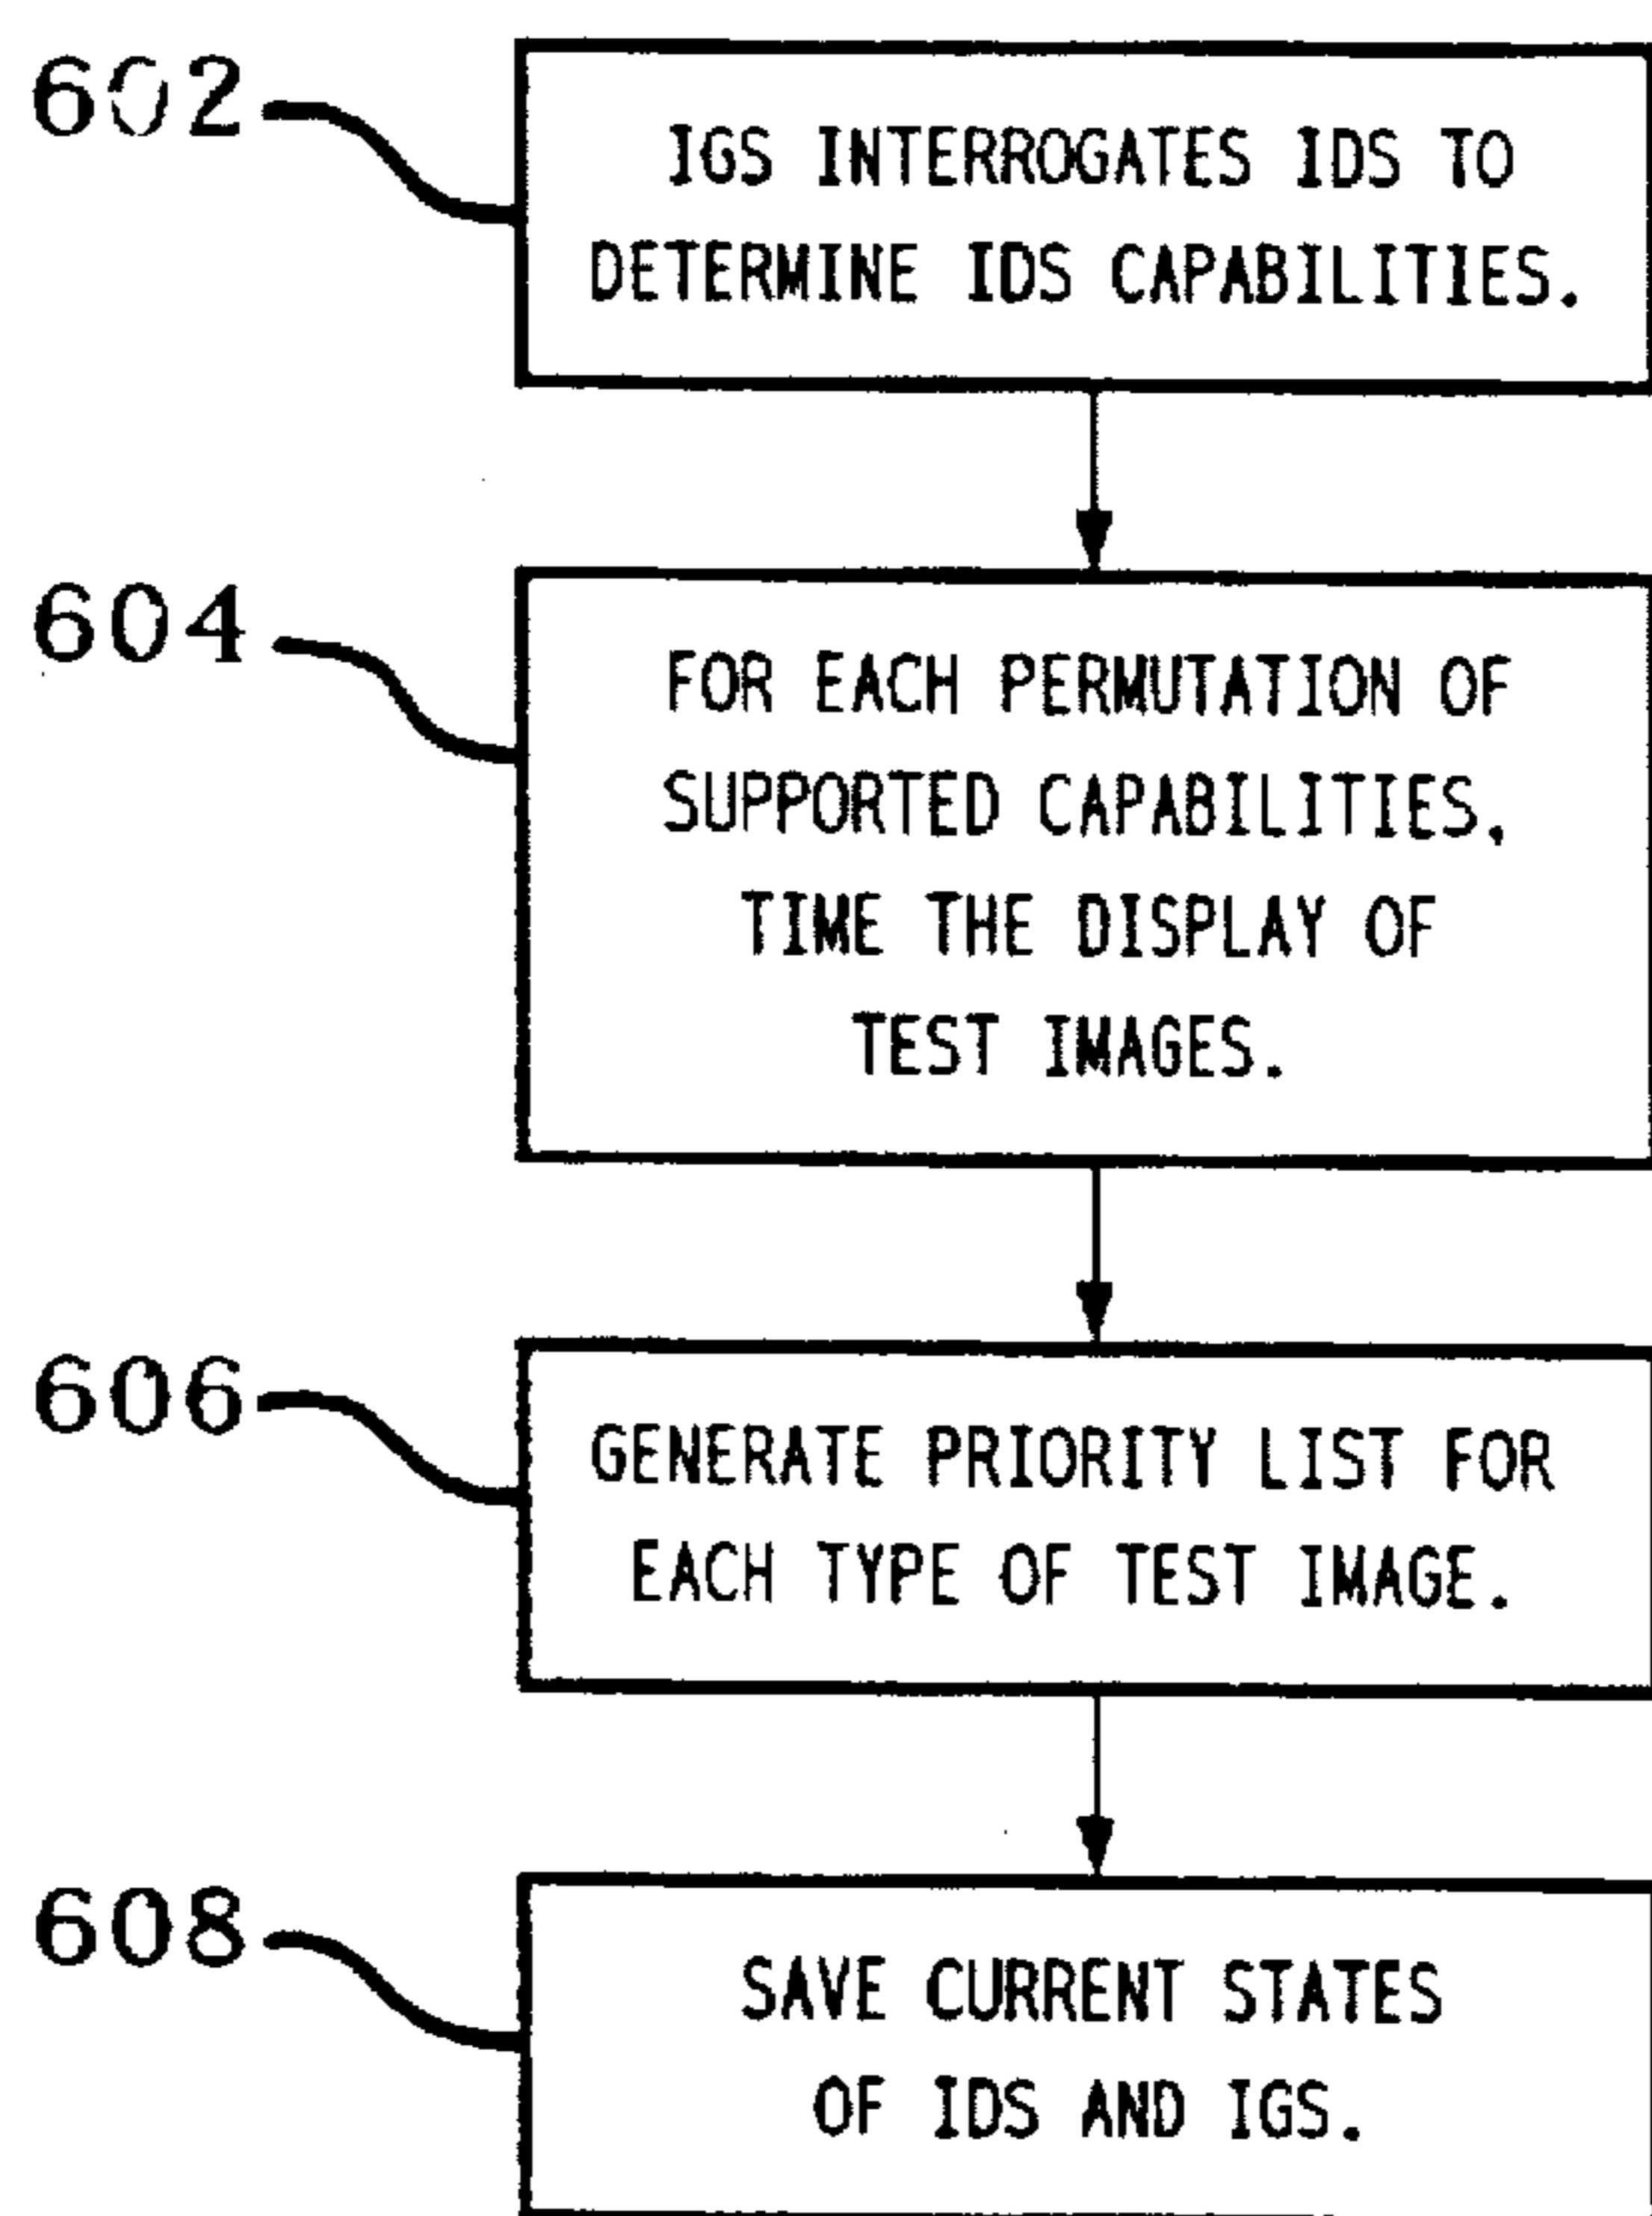 602
IGS INTERROGATES IDS TO
DETERMINE IDS CAPABILITIES.
604
FOR EACH PERMUTATION OF
SUPPORTED CAPABILITIES,
TIME THE DISPLAY OF
TEST IMAGES.
606
GENERATE PRIORITY LIST FOR
EACH TYPE OF TEST IMAGE.
608
SAVE CURRENT STATES
OF IDS AND IGS.